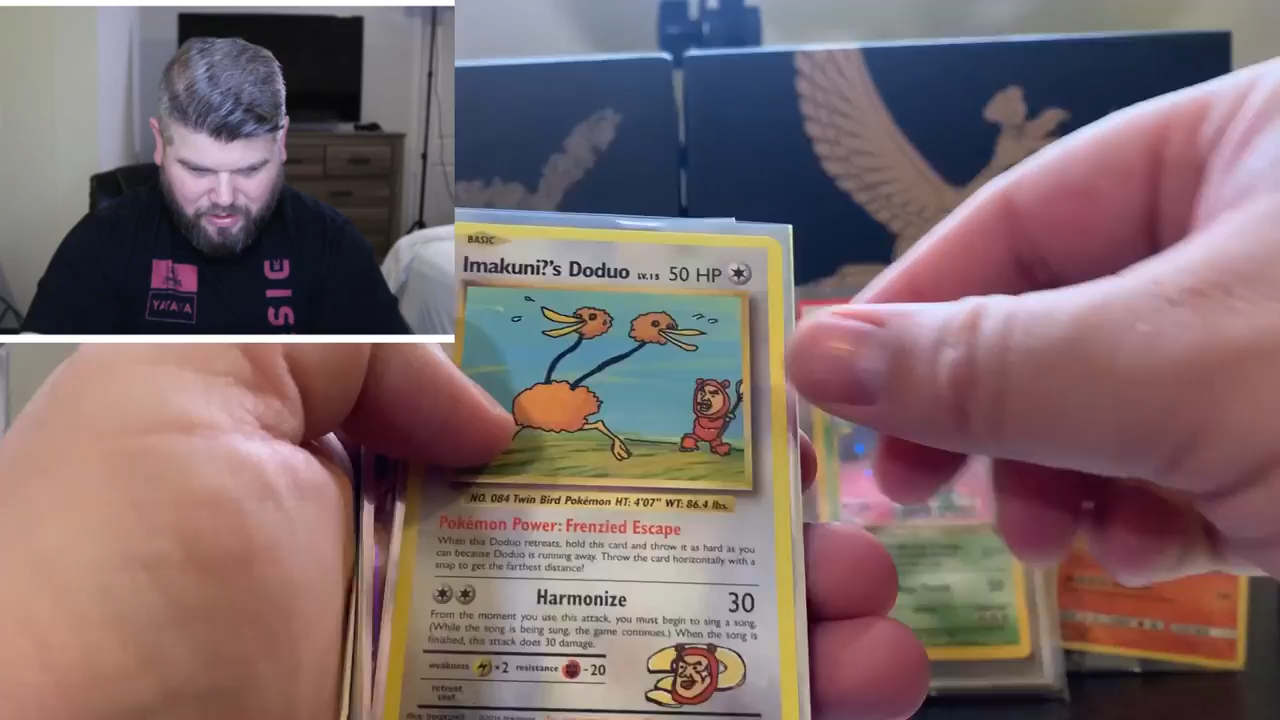 YATATA
SIE
BASIC
Imakuni?'s Doduo LV.15 50 HP
NO. 084 Twin Bird Pokémon HT: 4'07" WT: 86.4 lbs.
Pokémon Power: Frenzied Escape
When this Doduo retreats, hold this card and throw it as hard as you
can because Doduo is running away. Throw the card horizontally with a
snap to get the farthest distance!
Harmonize 30
From the moment you use this attack, you must begin to sing a song.
(While the song is being sung, the game continues.) When the song is
finished, this attack does 30 damage.
weakness ×2 resistance -20
retreat
cost